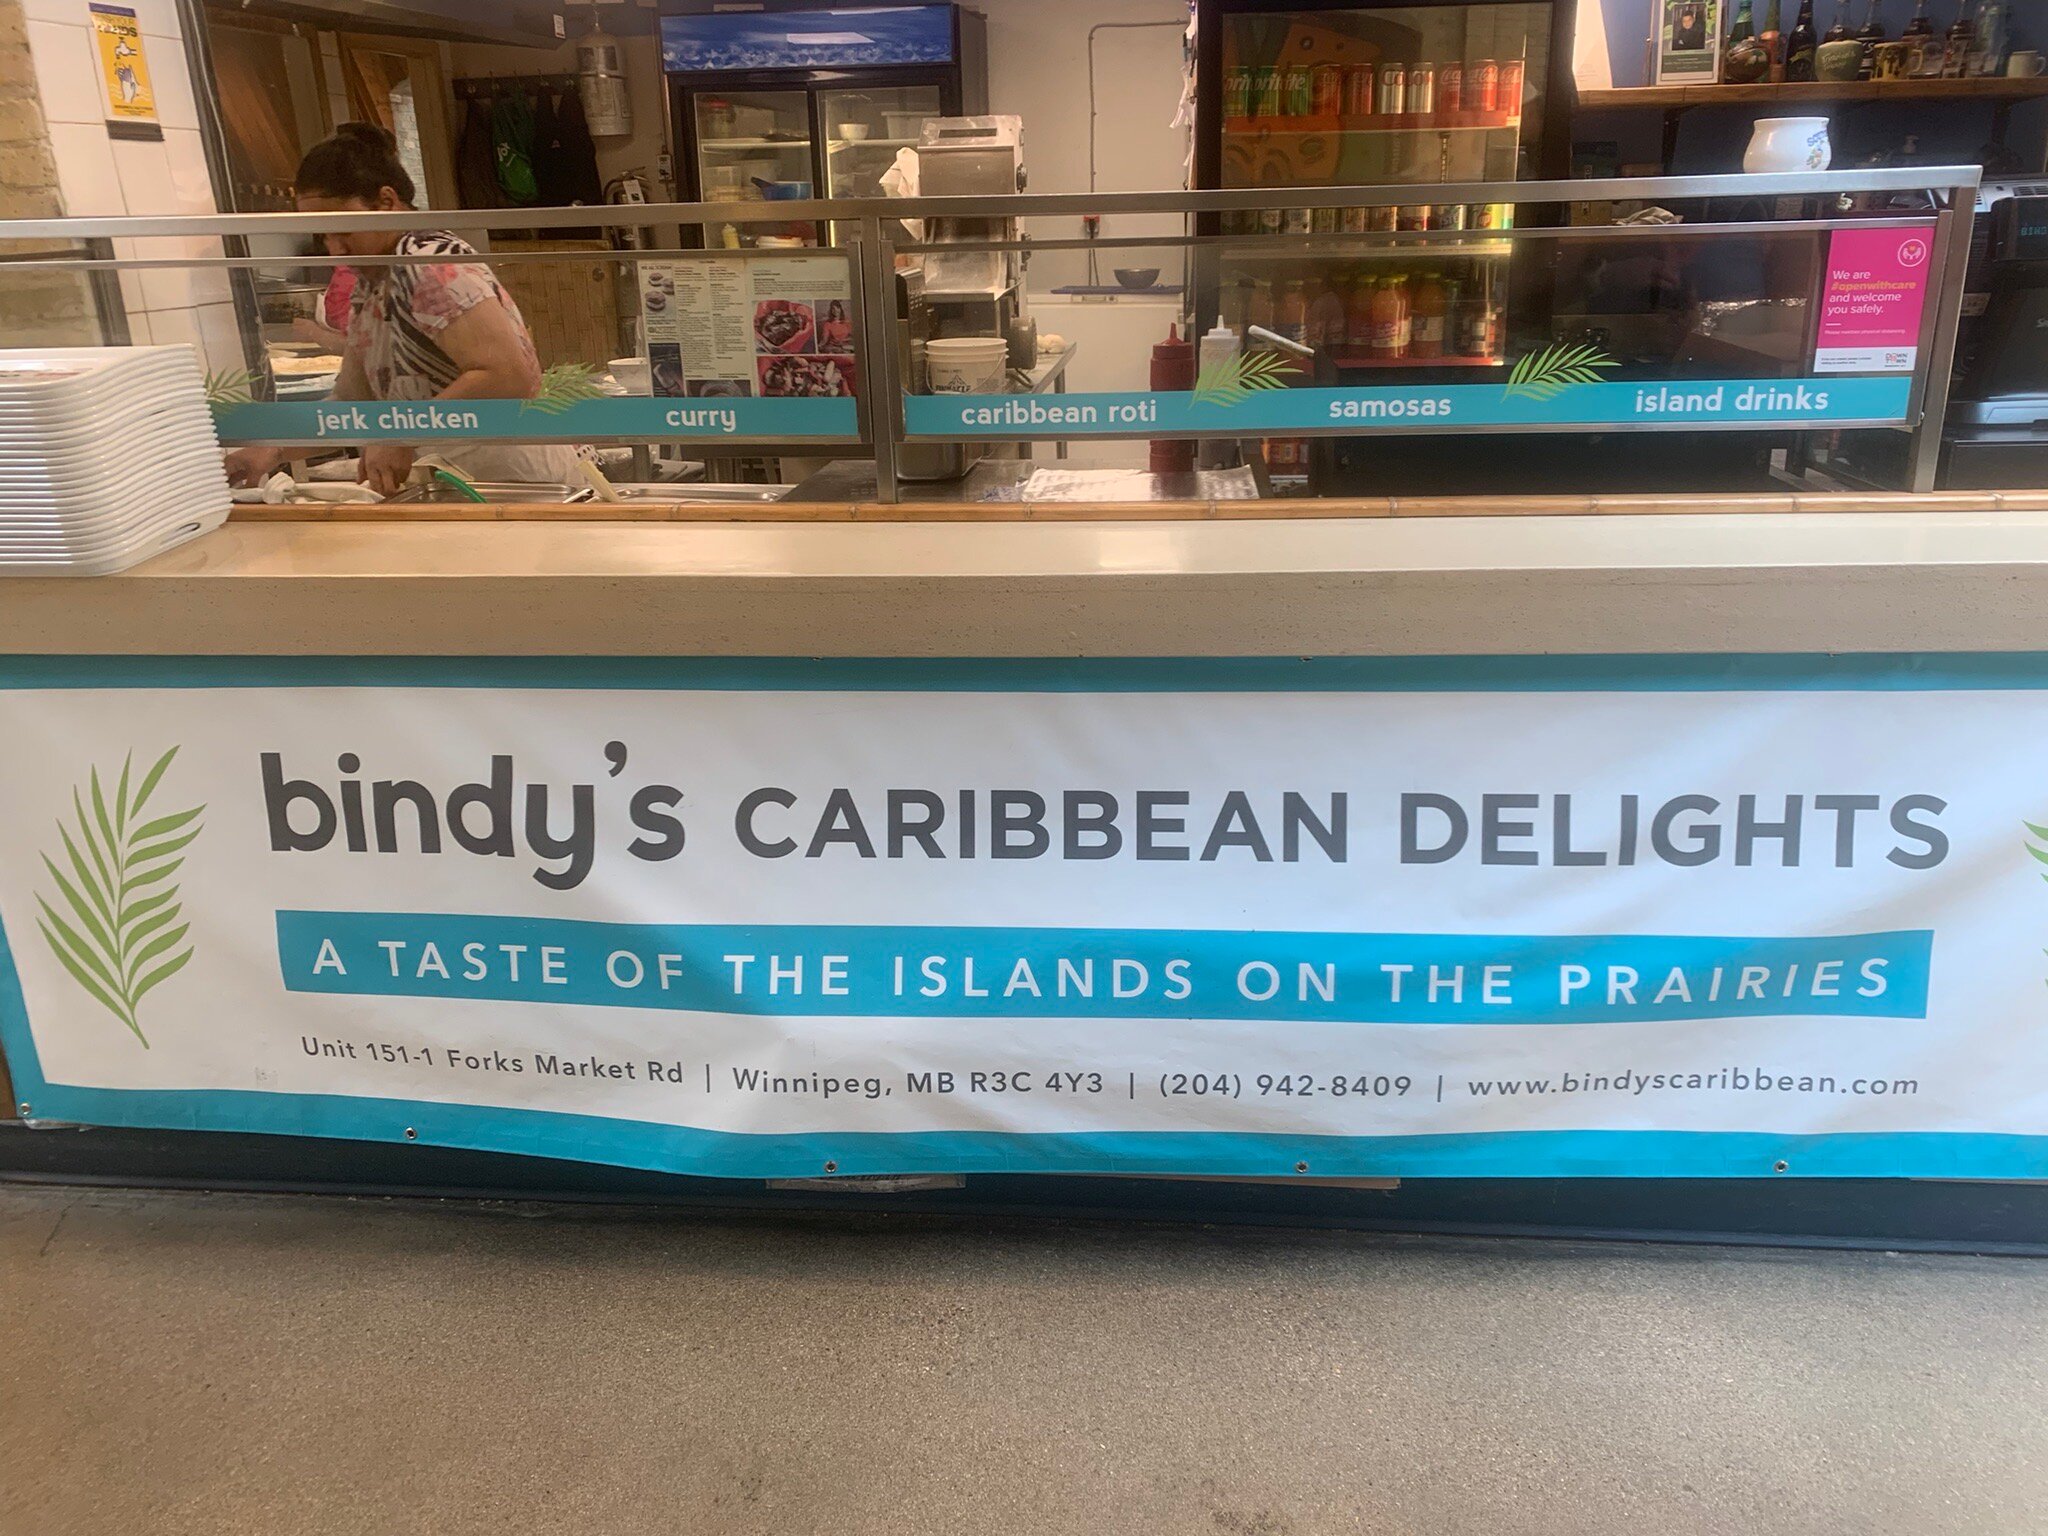 We are
#openwithcare
and welcome
you safely.
jerk chicken
curry
caribbean roti
samosas
island drinks
bindy's CARIBBEAN DELIGHTS
A TASTE OF THE ISLANDS ON THE PRAIRIES
Unit 151-1 Forks Market Rd | Winnipeg, MB R3C 4Y3 | (204) 942-8409 | www.bindyscaribbean.com